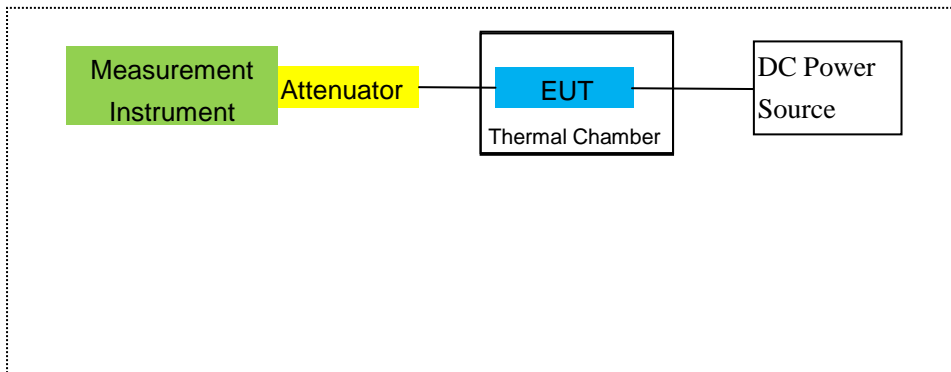 Measurement
Instrument
Attenuator
EUT
Thermal Chamber
DC Power
Source